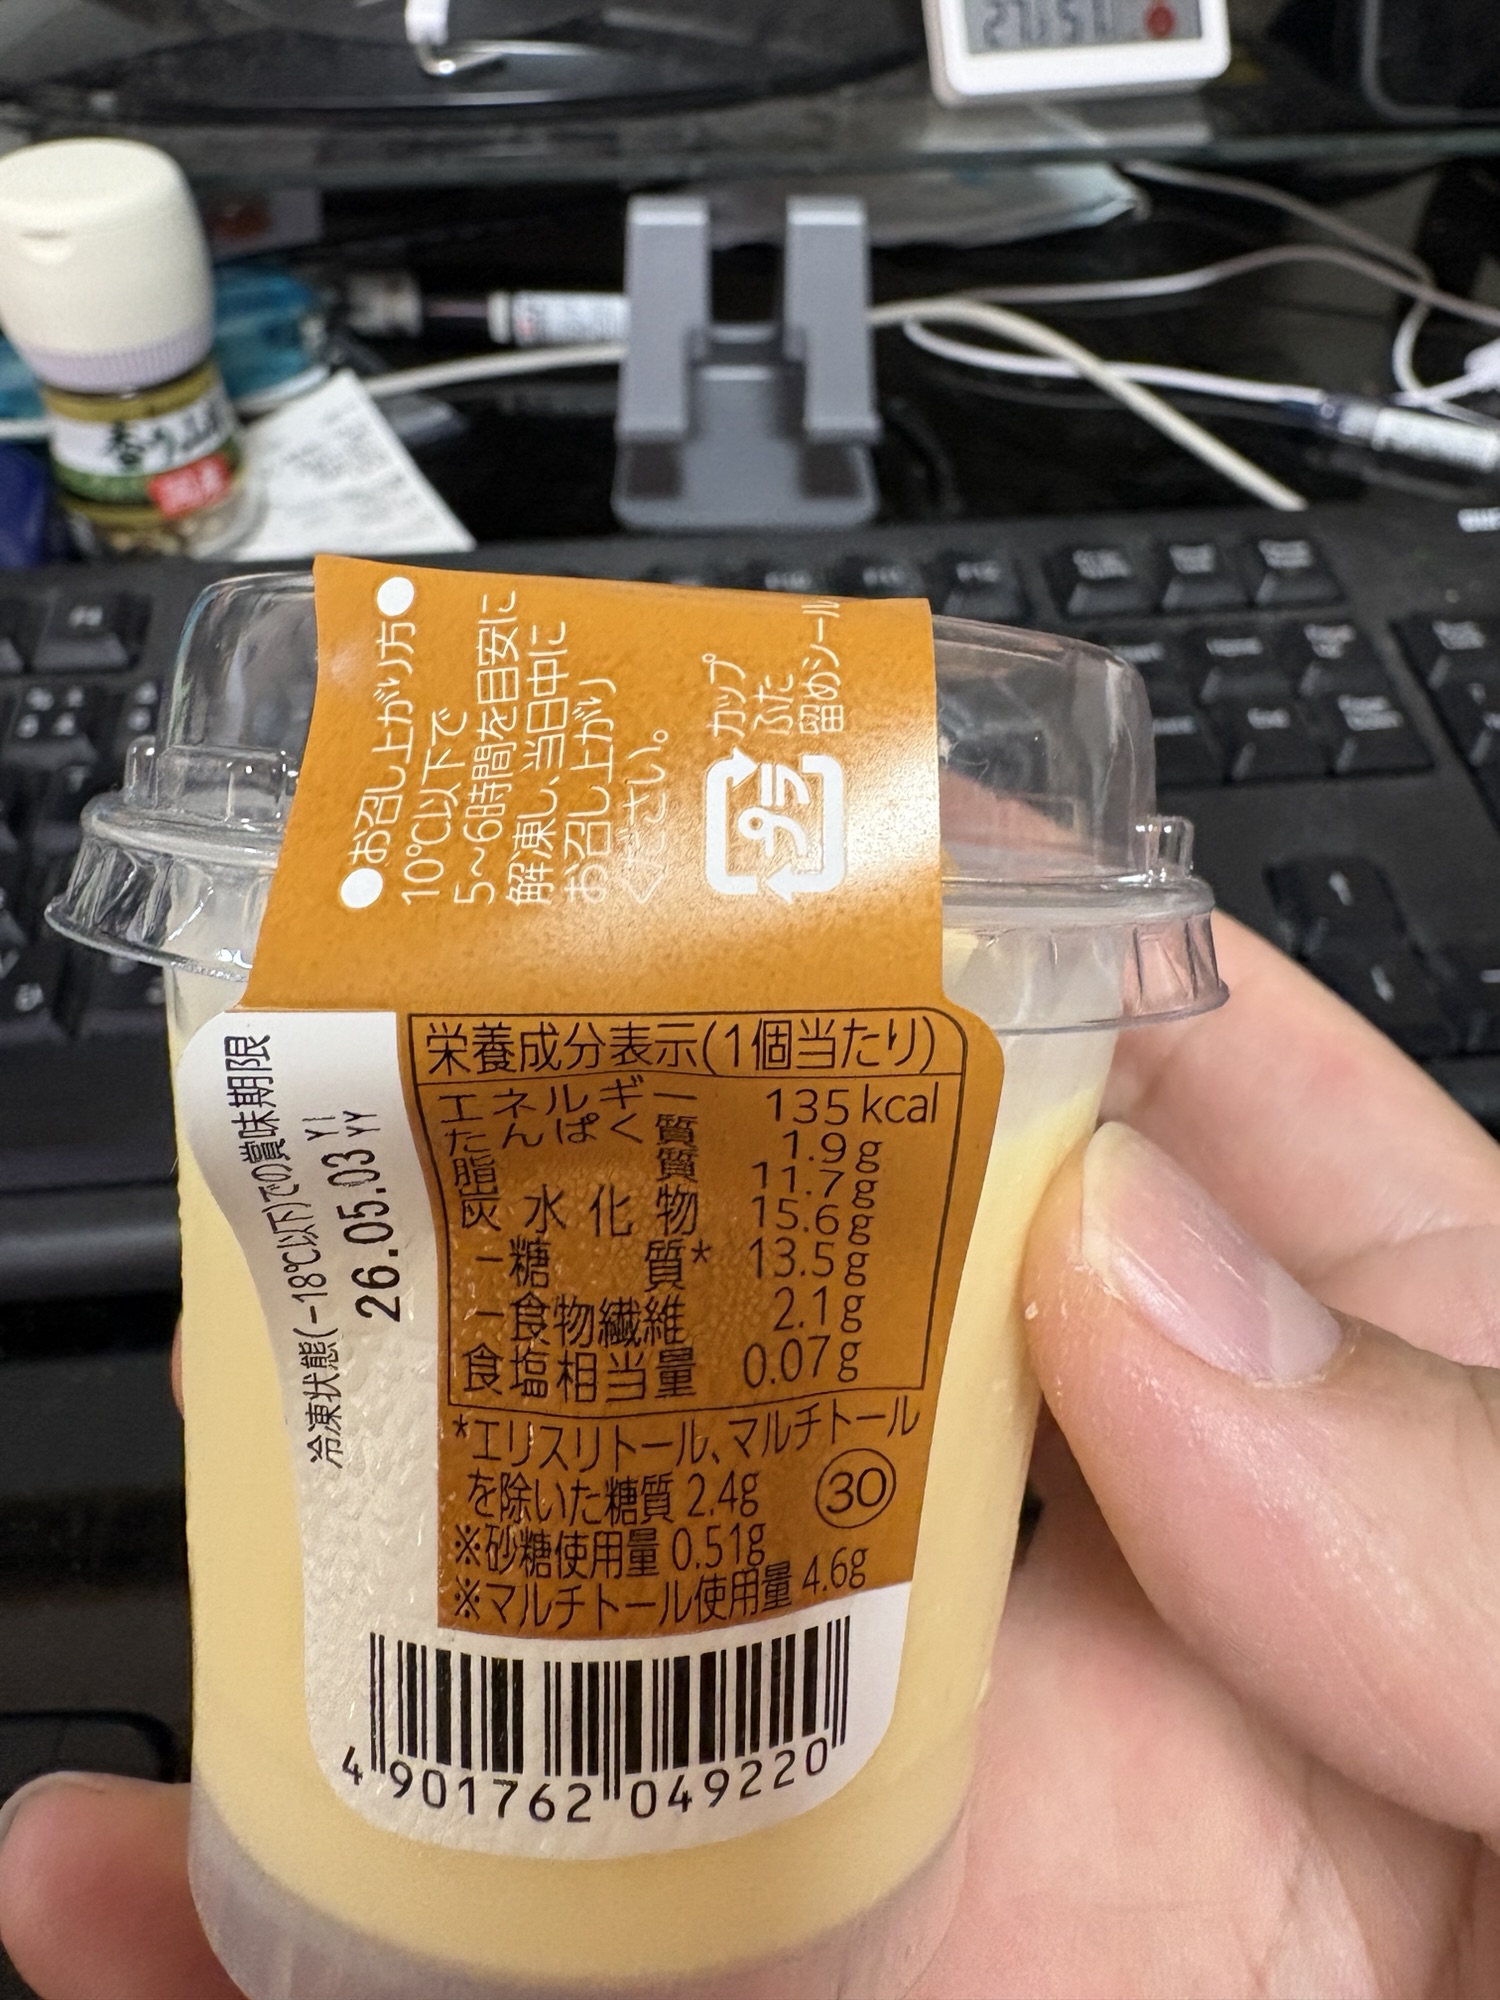 ●お召し上がり方●
10℃以下で
5～6時間を目安に
解凍し、当日中に
お召し上がり
ください。
カップ
ふた
留めシール
プラ
冷凍状態(-18℃以下)での賞味期限
26.05.03 YY
栄養成分表示(1個当たり)
エネルギー 135kcal
たんぱく質 1.9g
脂質 11.7g
炭水化物 15.6g
-糖質* 13.5g
-食物繊維 2.1g
食塩相当量 0.07g
*エリスリトール、マルチトール
を除いた糖質2.4g
30
※砂糖使用量0.51g
※マルチトール使用量4.6g
4 901762 049220